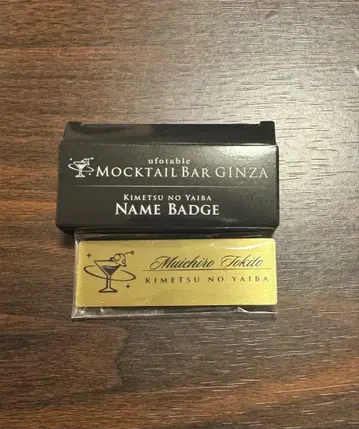 ufotable
MOCKTAIL BAR GINZA
KIMETSU NO YAIBA
NAME BADGE
Muichiro Tokito
KIMETSU NO YAIBA